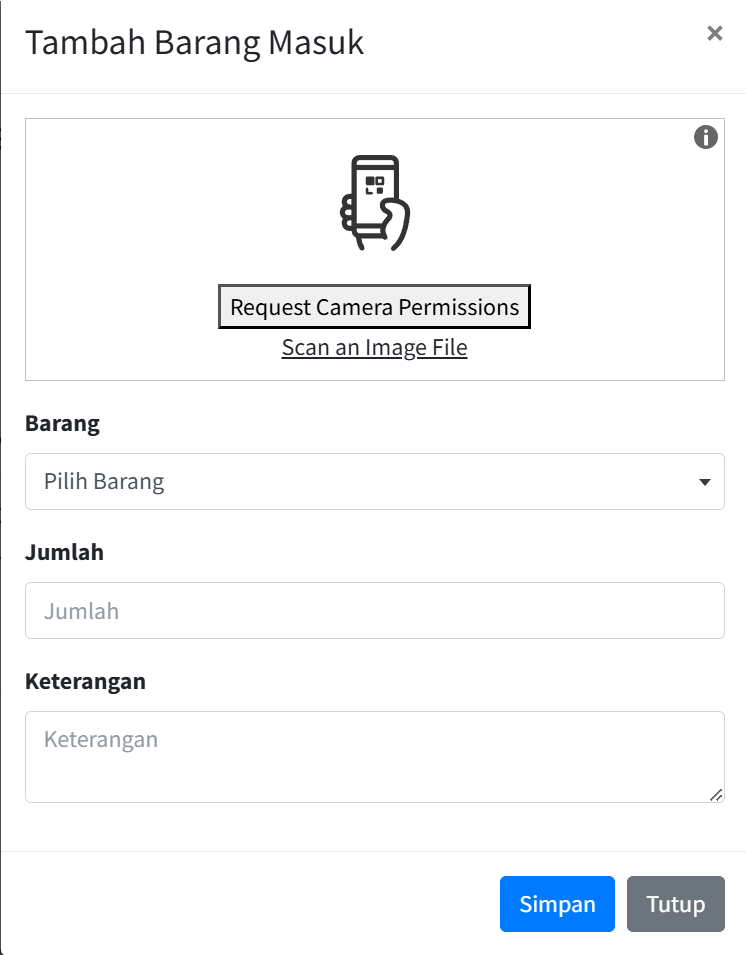 Tambah Barang Masuk
×
Request Camera Permissions
Scan an Image File
Barang
Pilih Barang
Jumlah
Jumlah
Keterangan
Keterangan
Simpan Tutup